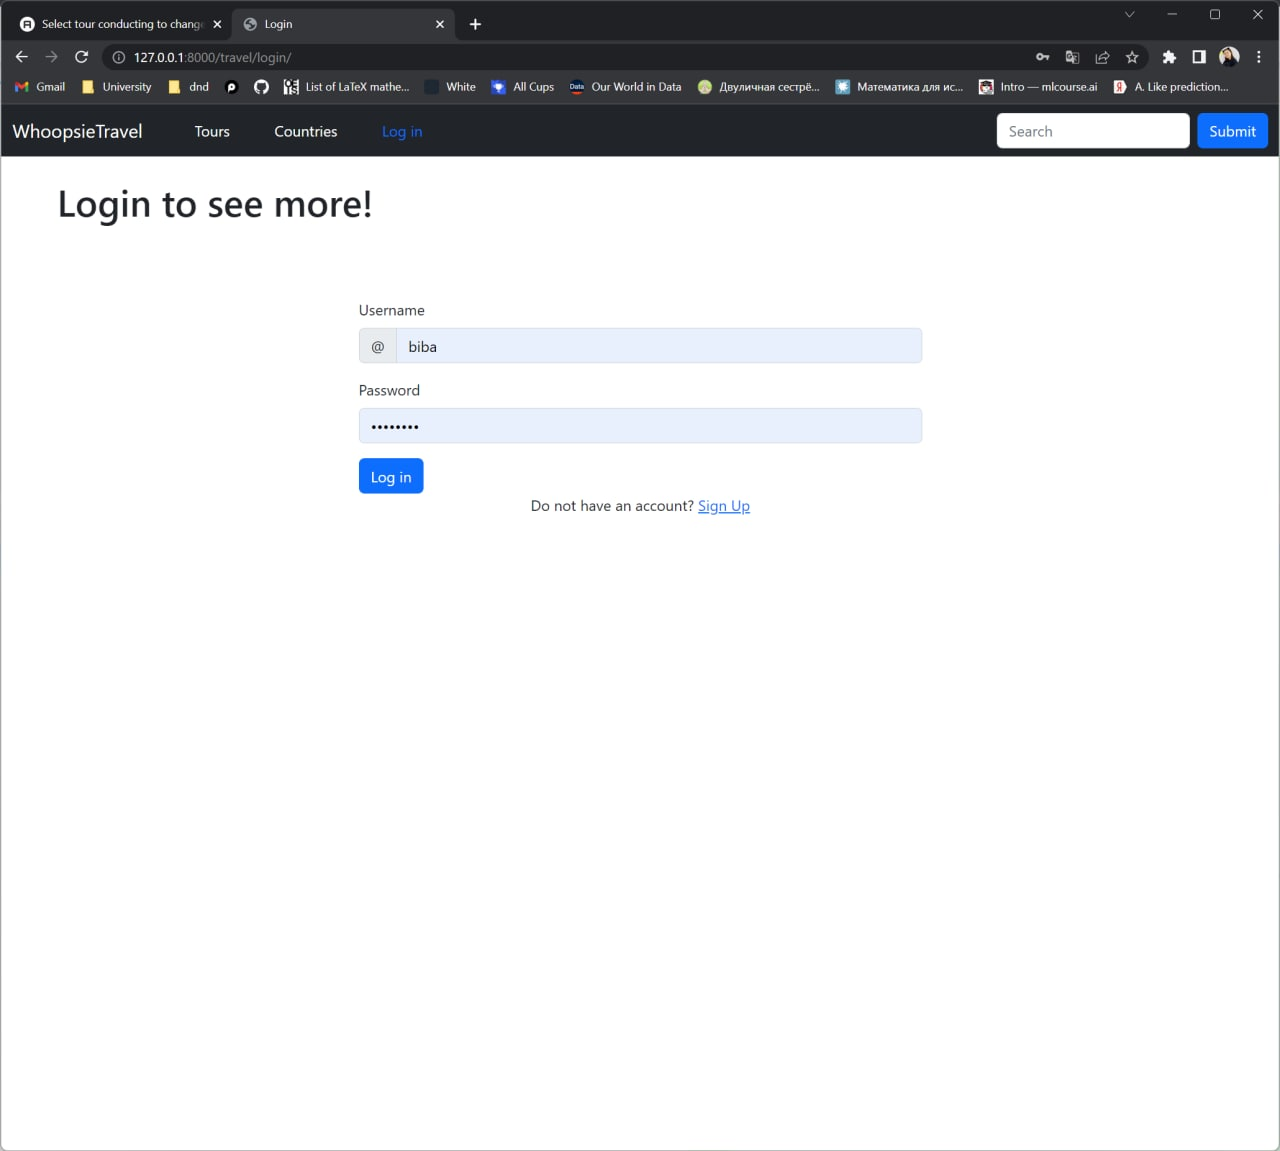 Select tour conducting to change
Login
127.0.0.1:8000/travel/login/
Gmail University dnd List of LaTeX mathe... White All Cups Our World in Data Двуличная сестрё... Математика для ис... Intro — mlcourse.ai A. Like prediction...
WhoopsieTravel Tours Countries Log in Search Submit
Login to see more!
Username
@ biba
Password
••••••••
Log in
Do not have an account? Sign Up